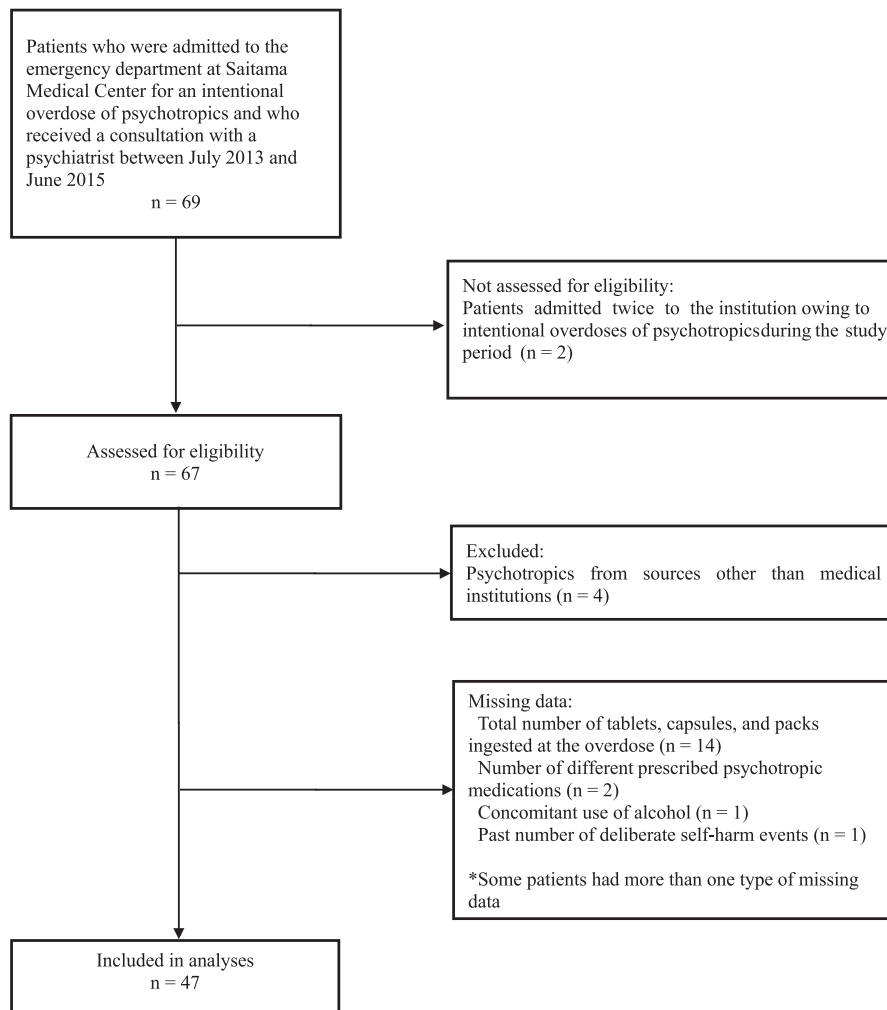 Patients who were admitted to the
emergency department at Saitama
Medical Center for an intentional
overdose of psychotropics and who
received a consultation with a
psychiatrist between July 2013 and
June 2015
n = 69
Not assessed for eligibility:
Patients admitted twice to the institution owing to
intentional overdoses of psychotropicsduring the study
period (n = 2)
Assessed for eligibility
n = 67
Excluded:
Psychotropics from sources other than medical
institutions (n = 4)
Missing data:
Total number of tablets, capsules, and packs
ingested at the overdose (n = 14)
Number of different prescribed psychotropic
medications (n = 2)
Concomitant use of alcohol (n = 1)
Past number of deliberate self-harm events (n = 1)
*Some patients had more than one type of missing
data
Included in analyses
n = 47